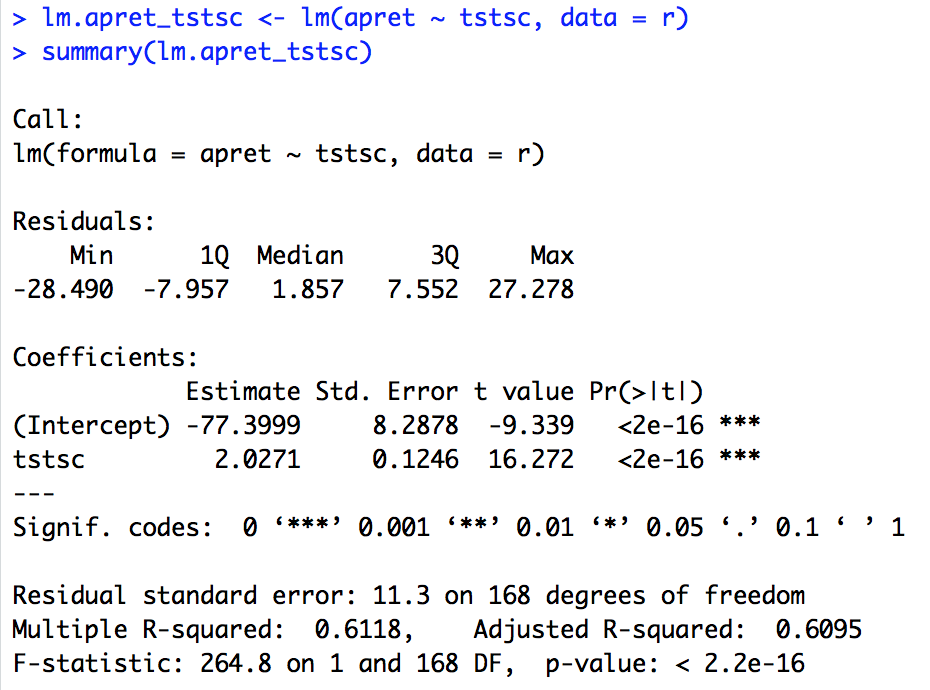 > lm.apret_tstsc <- lm(apret ~ tstsc, data = r)
> summary(lm.apret_tstsc)
Call:
lm(formula = apret ~ tstsc, data = r)
Residuals:
    Min      1Q  Median      3Q     Max
-28.490  -7.957   1.857   7.552  27.278
Coefficients:
            Estimate Std. Error t value Pr(>|t|)
(Intercept) -77.3999     8.2878  -9.339   <2e-16 ***
tstsc         2.0271     0.1246  16.272   <2e-16 ***
---
Signif. codes:  0 ‘***’ 0.001 ‘**’ 0.01 ‘*’ 0.05 ‘.’ 0.1 ‘ ’ 1
Residual standard error: 11.3 on 168 degrees of freedom
Multiple R-squared:  0.6118,    Adjusted R-squared:  0.6095
F-statistic: 264.8 on 1 and 168 DF,  p-value: < 2.2e-16